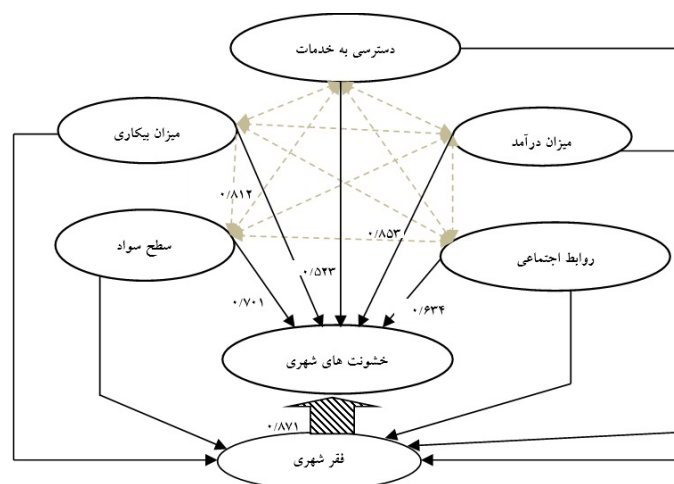 دسترسی به خدمات
میزان بیکاری
میزان درآمد
۰/۸۱۲
۰/۸۵۳
سطح سواد
روابط اجتماعی
۰/۵۲۳
۰/۷۰۱
۰/۶۳۴
خشونت های شهری
۰/۸۷۱
فقر شهری